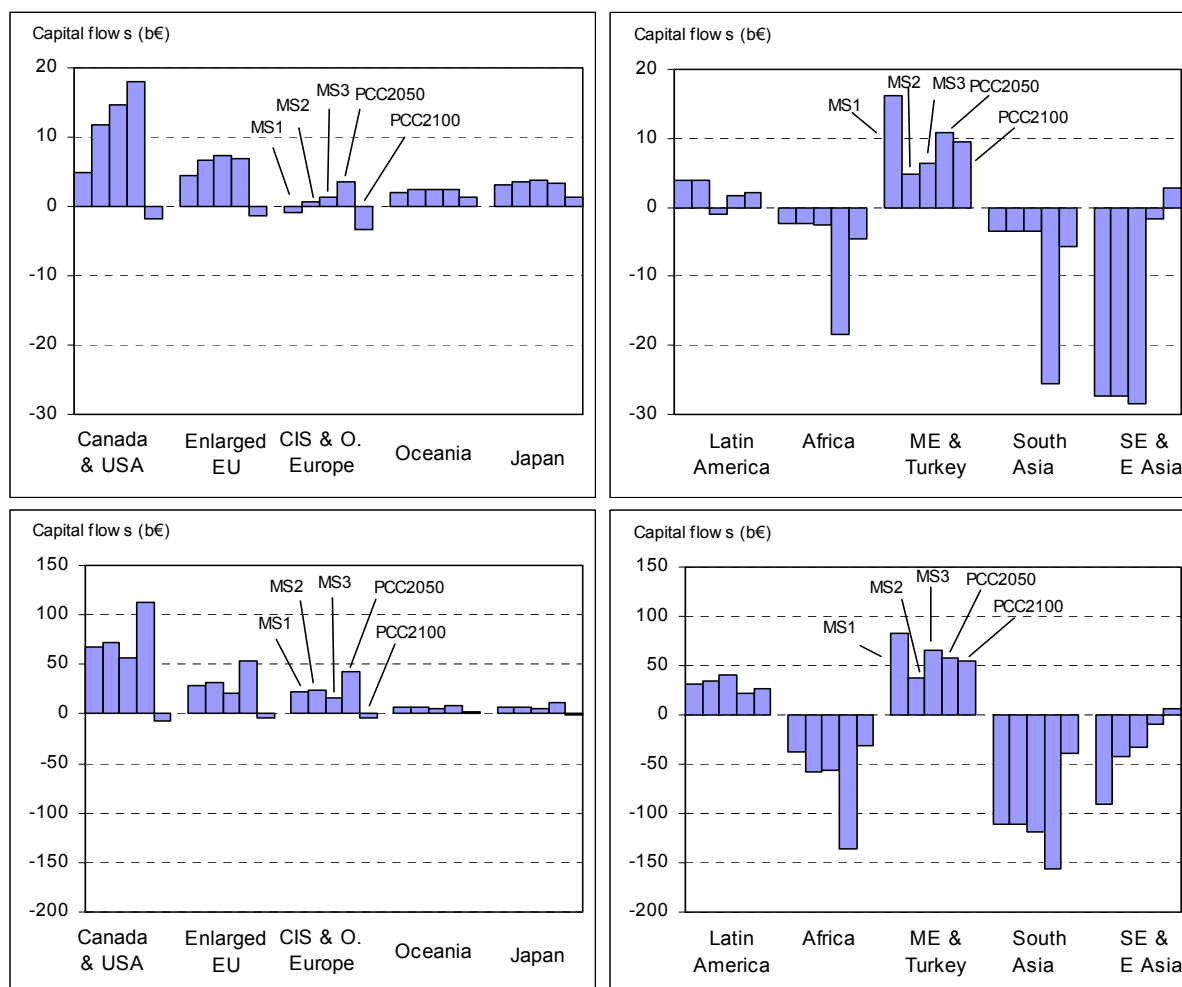 Capital flows (b€)
20
10
0
-10
-20
-30
MS1
MS2
MS3
PCC2050
PCC2100
Canada
& USA
Enlarged
EU
CIS & O.
Europe
Oceania
Japan
Capital flows (b€)
20
10
0
-10
-20
-30
MS1
MS2
MS3
PCC2050
PCC2100
Latin
America
Africa
ME &
Turkey
South
Asia
SE &
E Asia
Capital flows (b€)
150
100
50
0
-50
-100
-150
-200
MS1
MS2
MS3
PCC2050
PCC2100
Canada
& USA
Enlarged
EU
CIS & O.
Europe
Oceania
Japan
Capital flows (b€)
150
100
50
0
-50
-100
-150
-200
MS1
MS2
MS3
PCC2050
PCC2100
Latin
America
Africa
ME &
Turkey
South
Asia
SE &
E Asia